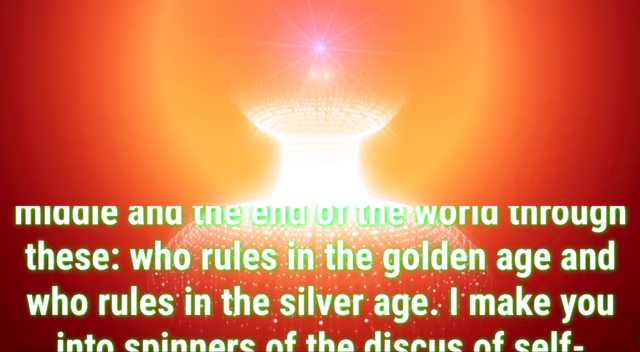 middle and the end of the world through
these: who rules in the golden age and
who rules in the silver age. I make you
into spinners of the discus of self-